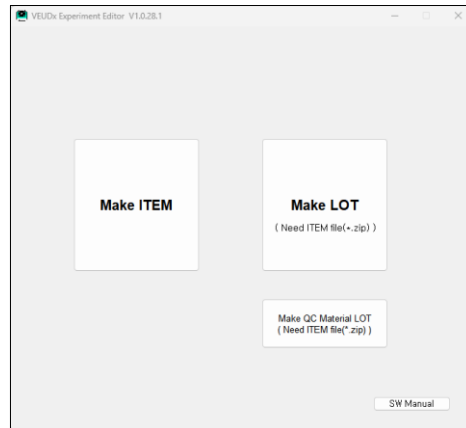 VEUDx Experiment Editor V1.0.28.1
Make ITEM
Make LOT
( Need ITEM file(*.zip) )
Make QC Material LOT
( Need ITEM file(*.zip) )
SW Manual